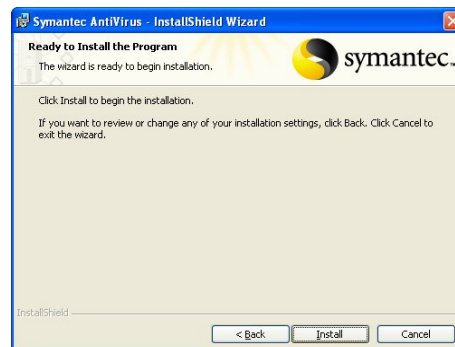 Symantec AntiVirus - InstallShield Wizard
Ready to Install the Program
The wizard is ready to begin installation.
symantec.
Click Install to begin the installation.
If you want to review or change any of your installation settings, click Back. Click Cancel to
exit the wizard.
InstallShield
< Back
Install
Cancel